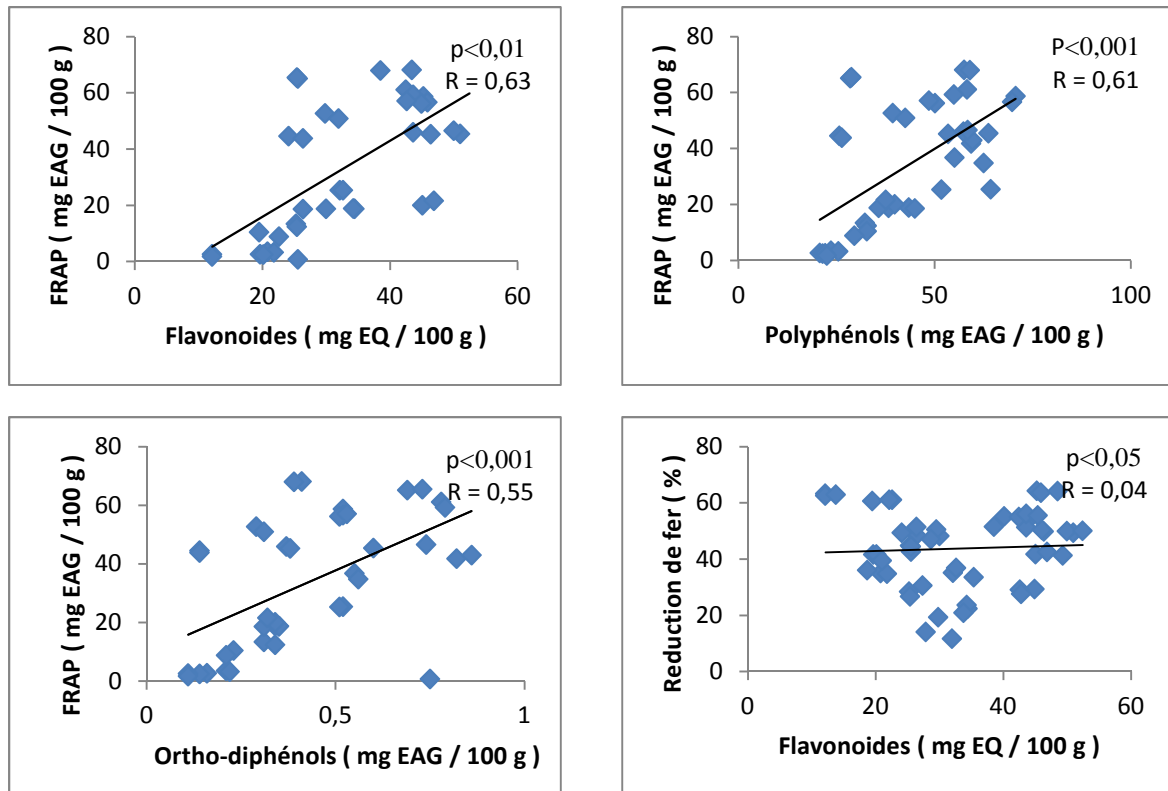 80
60
40
20
0
FRAP ( mg EAG / 100 g )
p<0,01
R = 0,63
0 20 40 60
Flavonoides ( mg EQ / 100 g )
80
60
40
20
0
FRAP ( mg EAG / 100 g )
P<0,001
R = 0,61
0 50 100
Polyphénols ( mg EAG / 100 g )
80
60
40
20
0
FRAP ( mg EAG / 100 g )
p<0,001
R = 0,55
0 0,5 1
Ortho-diphénols ( mg EAG / 100 g )
80
60
40
20
0
Reduction de fer ( % )
p<0,05
R = 0,04
0 20 40 60
Flavonoides ( mg EQ / 100 g )